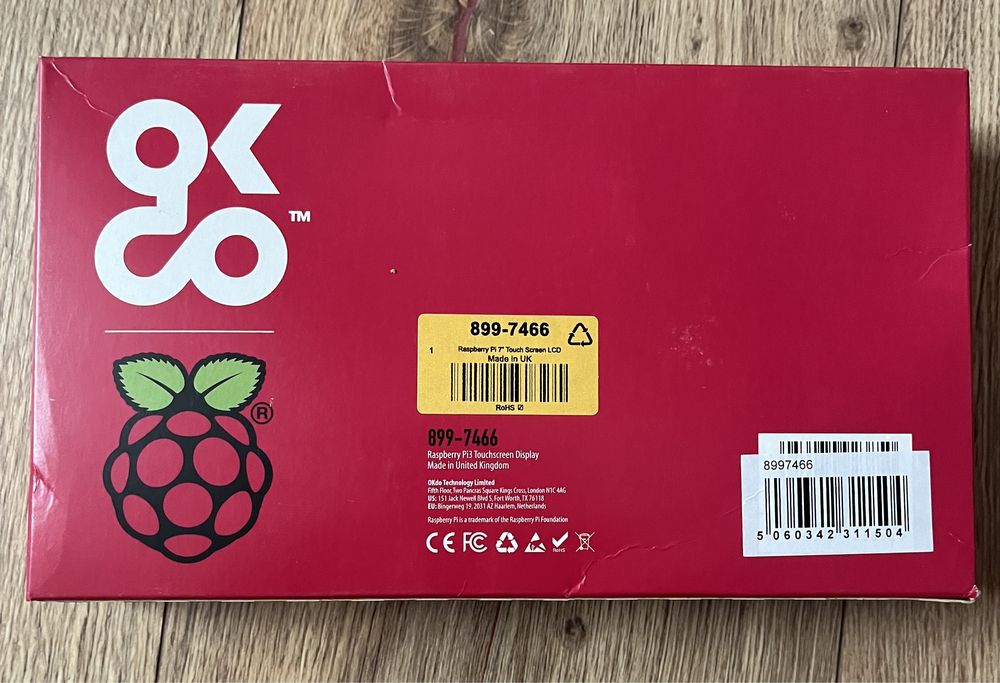 OKdo™
®
899-7466
1
Raspberry Pi 7" Touch Screen LCD
Made in UK
RoHS ☑
899-7466
Raspberry Pi3 Touchscreen Display
Made in United Kingdom
OKdo Technology Limited
Fifth Floor, Two Pancras Square Kings Cross, London N1C 4AG
US: 151 Jack Newell Blvd S, Fort Worth, TX 76118
EU: Bingerweg 19, 2031 AZ Haarlem, Netherlands
Raspberry Pi is a trademark of the Raspberry Pi Foundation
CE FC RoHS
8997466
5 060342 311504